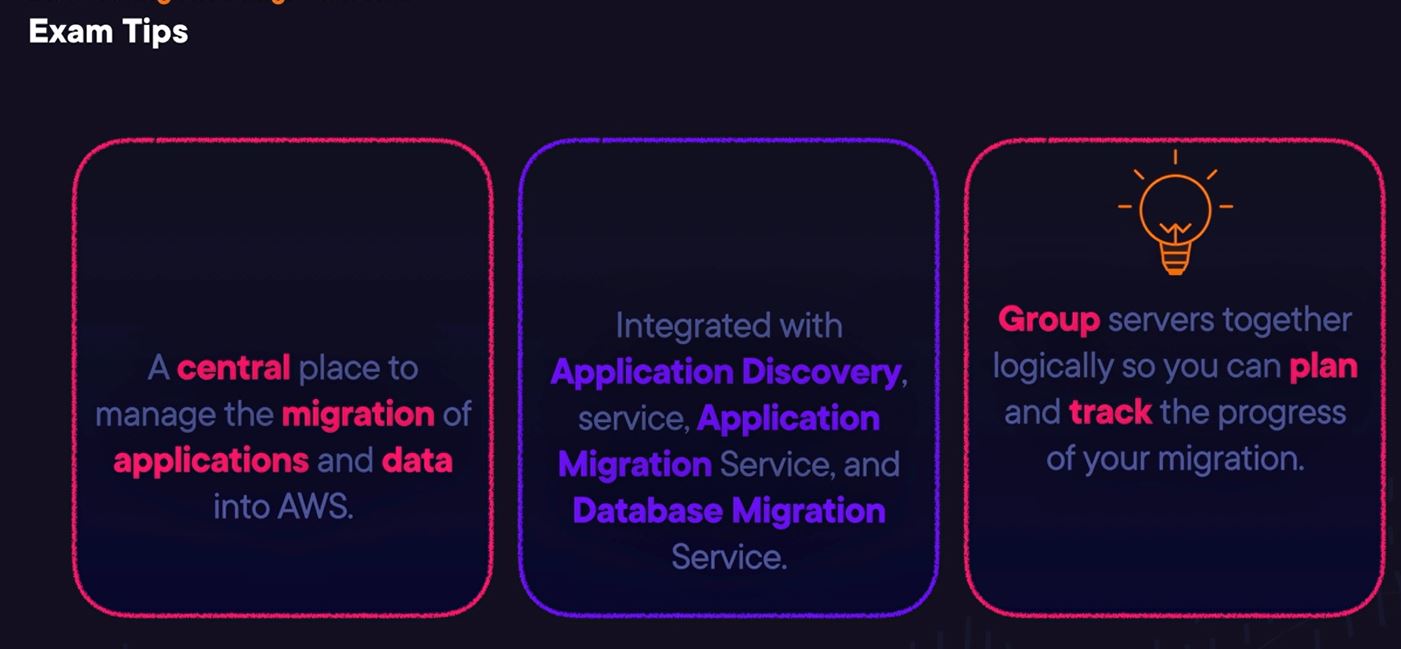 Exam Tips
A central place to
manage the migration of
applications and data
into AWS.
Integrated with
Application Discovery,
service, Application
Migration Service, and
Database Migration
Service.
Group servers together
logically so you can plan
and track the progress
of your migration.